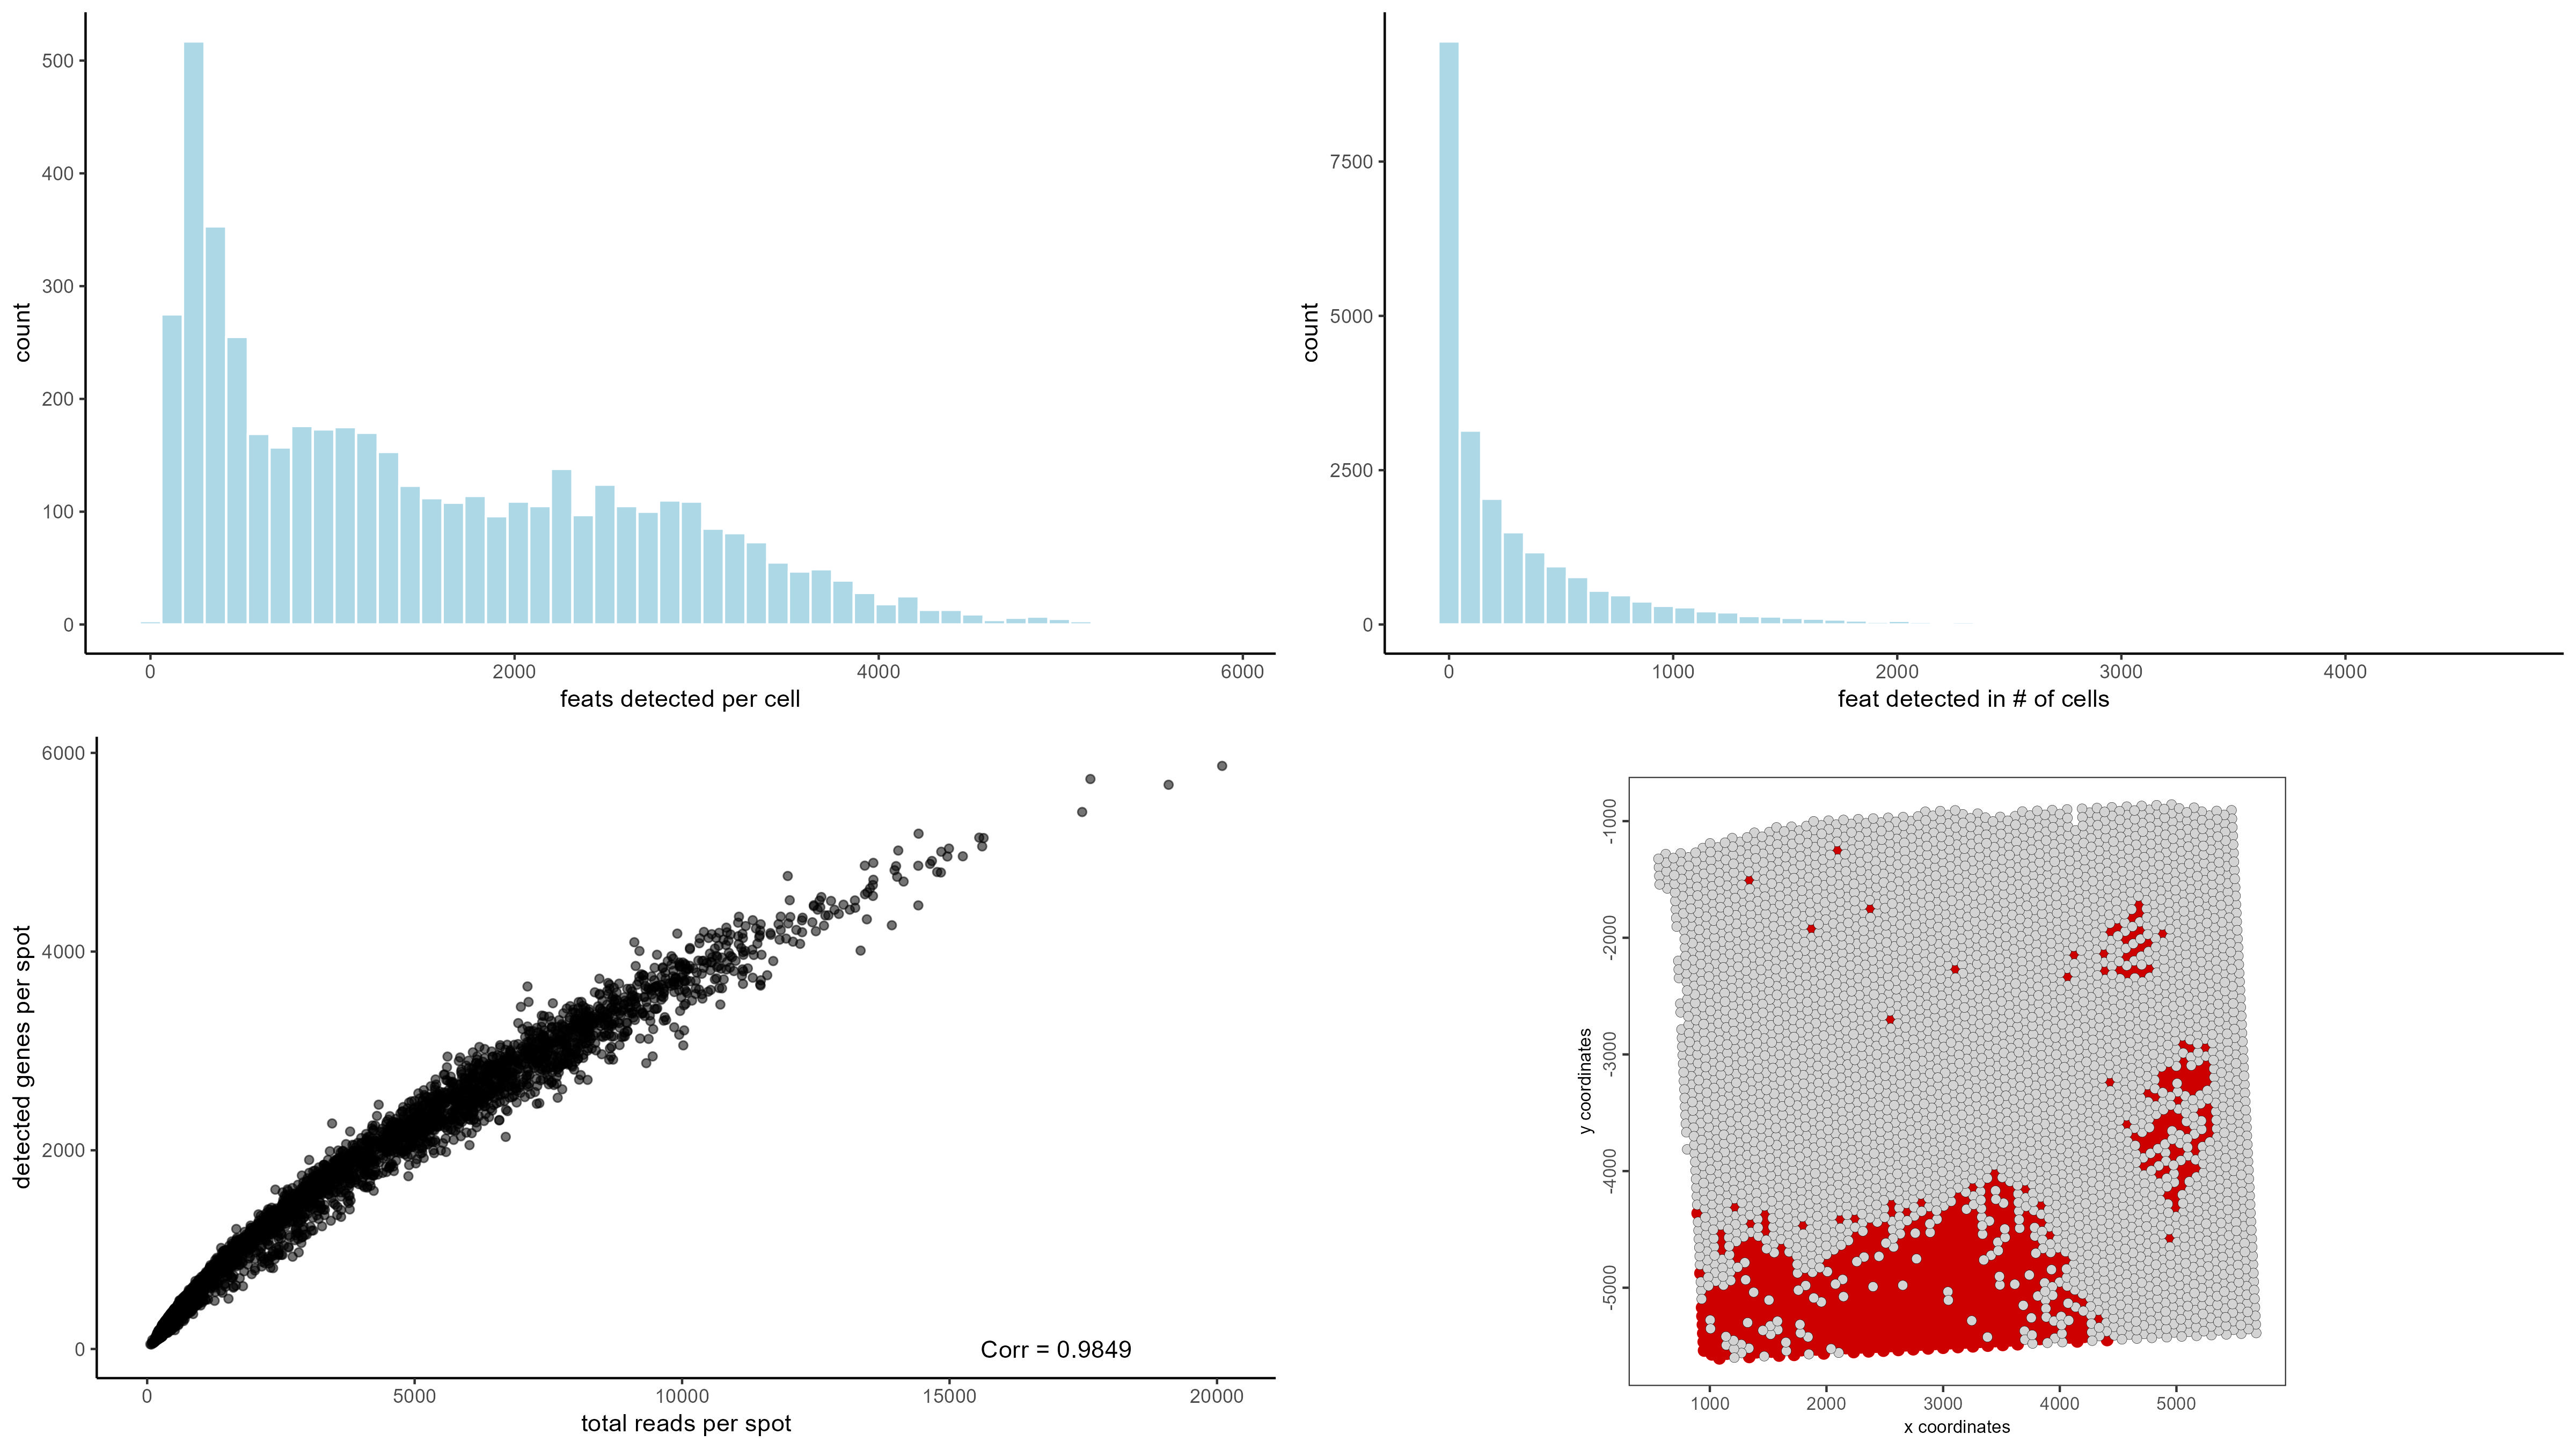 500
400
300
200
100
0
count
0 2000 4000 6000
feats detected per cell
7500
5000
2500
0
count
0 1000 2000 3000 4000
feat detected in # of cells
6000
4000
2000
0
detected genes per spot
Corr = 0.9849
0 5000 10000 15000 20000
total reads per spot
-1000
-2000
-3000
-4000
-5000
y coordinates
1000 2000 3000 4000 5000
x coordinates